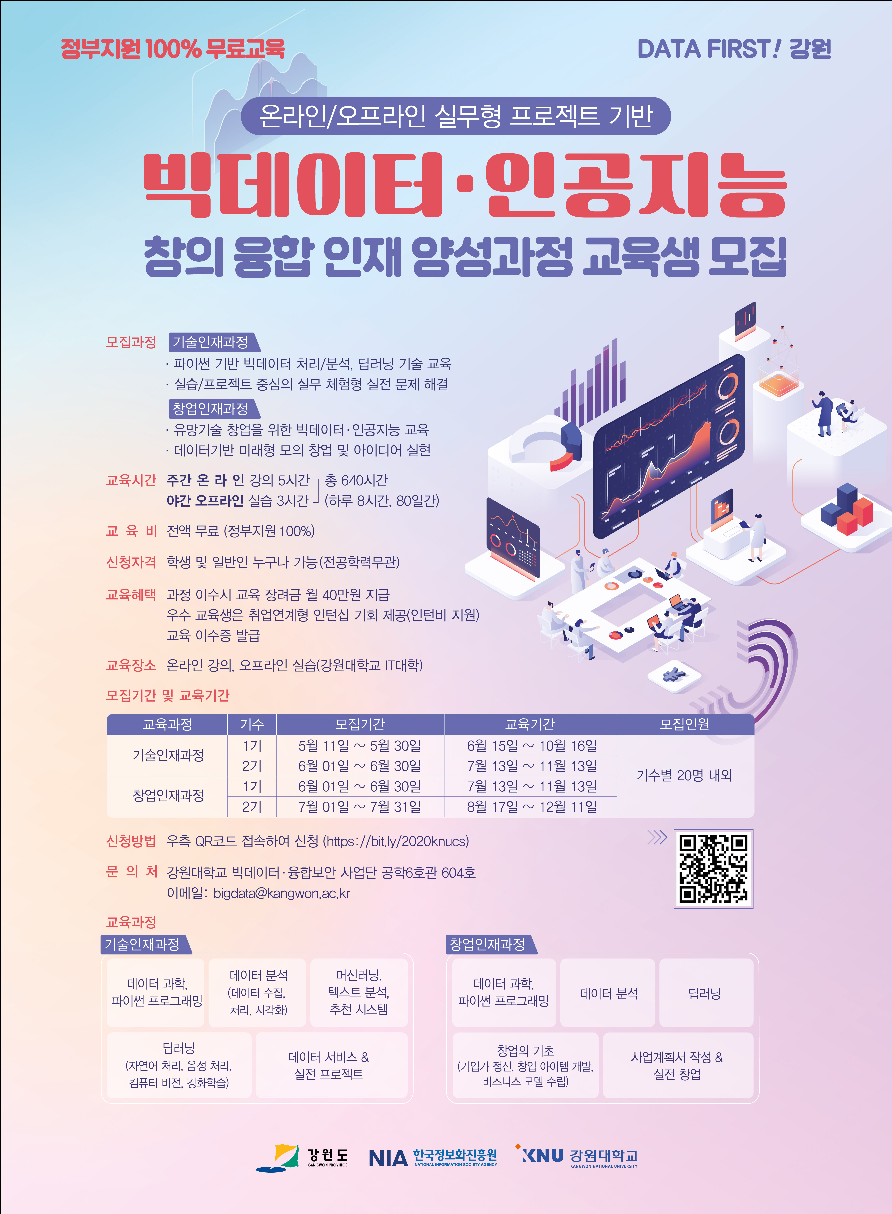 정부지원 100% 무료교육
DATA FIRST! 강원
온라인/오프라인 실무형 프로젝트 기반
빅데이터·인공지능
창의 융합 인재 양성과정 교육생 모집
모집과정 기술인재과정
· 파이썬 기반 빅데이터 처리/분석, 딥러닝 기술 교육
· 실습/프로젝트 중심의 실무 체험형 실전 문제 해결
창업인재과정
· 유망기술 창업을 위한 빅데이터·인공지능 교육
· 데이터기반 미래형 모의 창업 및 아이디어 실현
교육시간 주간 온 라 인 강의 5시간 총 640시간
야간 오프라인 실습 3시간 (하루 8시간, 80일간)
교 육 비 전액 무료 (정부지원 100%)
신청자격 학생 및 일반인 누구나 가능(전공학력무관)
교육혜택 과정 이수시 교육 장려금 월 40만원 지급
우수 교육생은 취업연계형 인턴십 기회 제공(인턴비 지원)
교육 이수증 발급
교육장소 온라인 강의, 오프라인 실습(강원대학교 IT대학)
모집기간 및 교육기간
교육과정 기수 모집기간 교육기간 모집인원
기술인재과정 1기 5월 11일 ~ 5월 30일 6월 15일 ~ 10월 16일
2기 6월 01일 ~ 6월 30일 7월 13일 ~ 11월 13일
기수별 20명 내외
창업인재과정 1기 6월 01일 ~ 6월 30일 7월 13일 ~ 11월 13일
2기 7월 01일 ~ 7월 31일 8월 17일 ~ 12월 11일
신청방법 우측 QR코드 접속하여 신청 (https://bit.ly/2020knucs)
문 의 처 강원대학교 빅데이터·융합보안 사업단 공학6호관 604호
이메일: bigdata@kangwon.ac.kr
교육과정
기술인재과정
데이터 과학,
파이썬 프로그래밍
데이터 분석
(데이터 수집,
처리, 시각화)
머신러닝,
텍스트 분석,
추천 시스템
딥러닝
(자연어 처리, 음성 처리,
컴퓨터 비전, 강화학습)
데이터 서비스 &
실전 프로젝트
창업인재과정
데이터 과학,
파이썬 프로그래밍
데이터 분석
딥러닝
창업의 기초
(기업가 정신, 창업 아이템 개발,
비즈니스 모델 수립)
사업계획서 작성 &
실전 창업
강원도
GANGWON PROVINCE
NIA 한국정보화진흥원
NATIONAL INFORMATION SOCIETY AGENCY
KNU 강원대학교
KANGWON NATIONAL UNIVERSITY